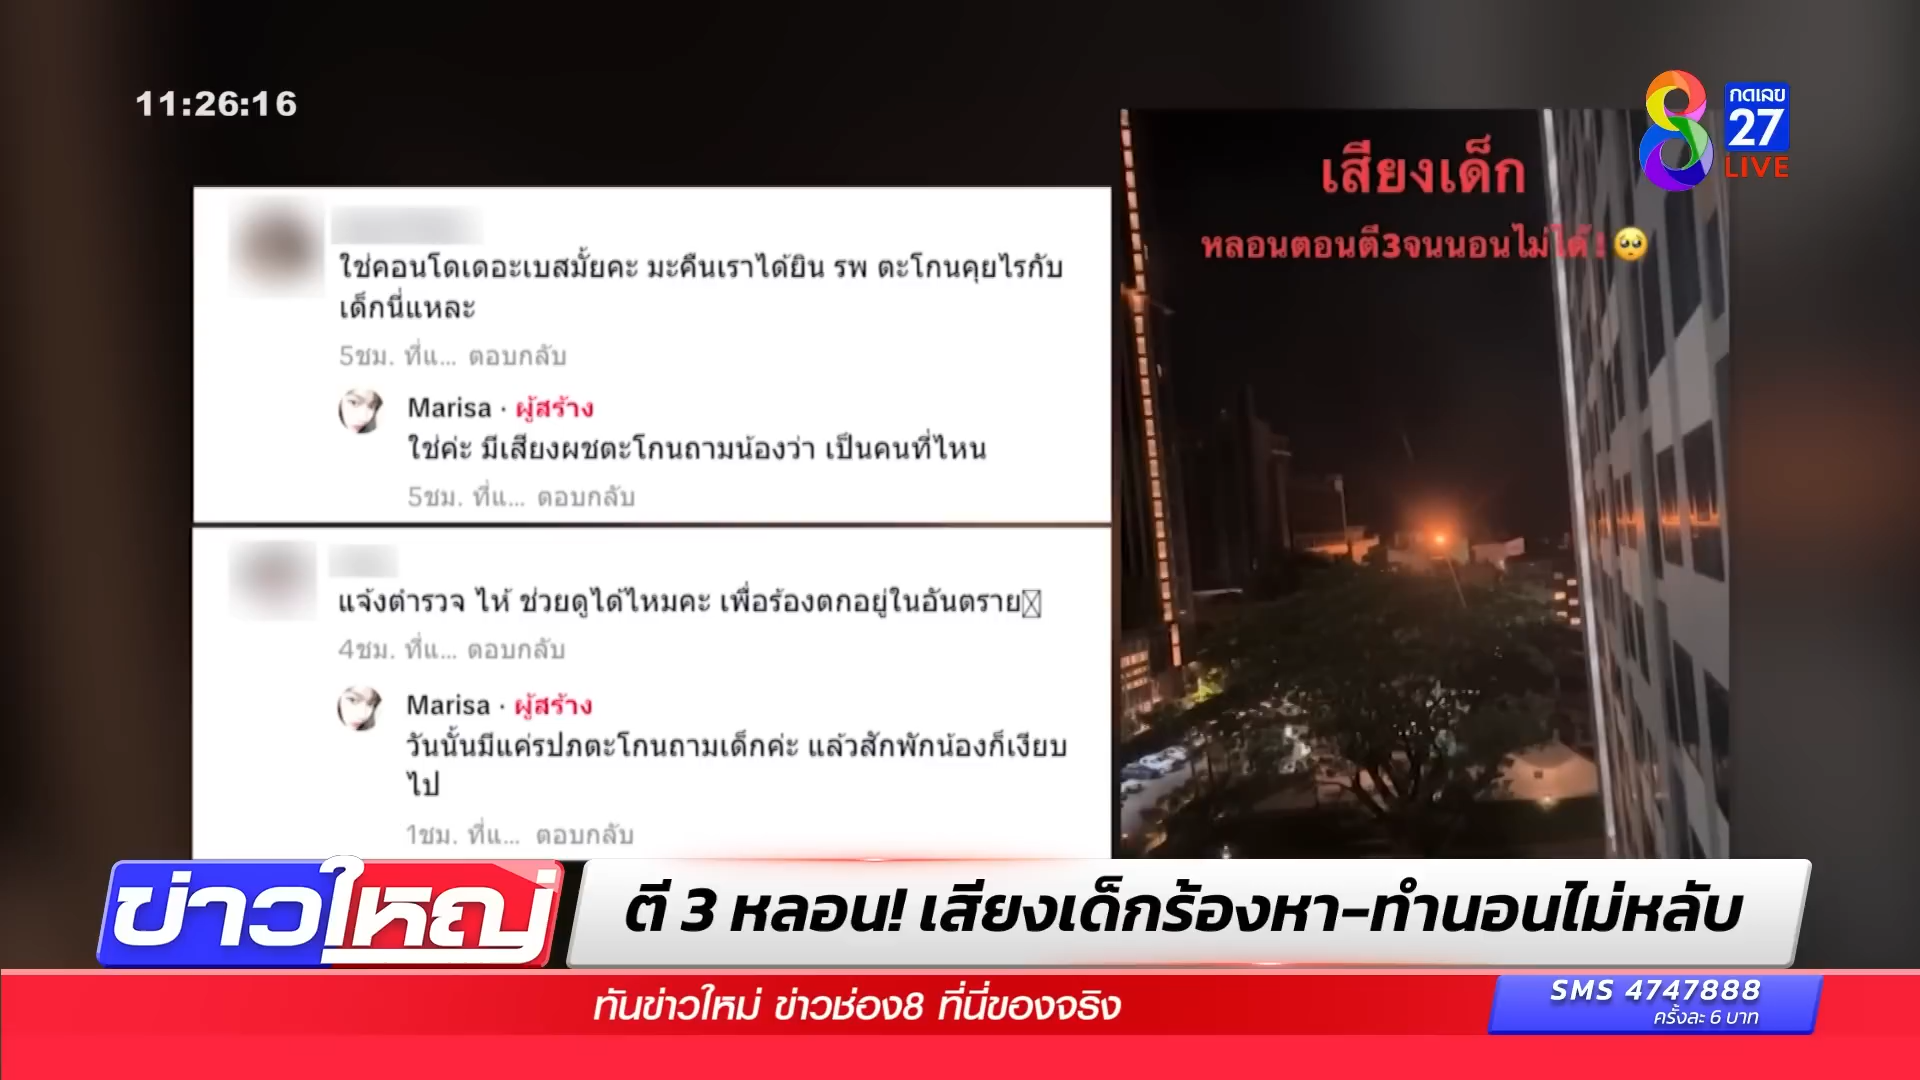 11:26:16
กดเลข
27
LIVE
8
เสียงเด็ก
หลอนตอนตี3จนนอนไม่ได้ !🥺
ใช่คอนโดเดอะเบสมั้ยคะ มะคืนเราได้ยิน รพ ตะโกนคุยไรกับ
เด็กนี่แหละ
5ชม. ที่แ... ตอบกลับ
Marisa · ผู้สร้าง
ใช่ค่ะ มีเสียงผชตะโกนถามน้องว่า เป็นคนที่ไหน
5ชม. ที่แ... ตอบกลับ
แจ้งตำรวจ ไห้ ช่วยดูได้ไหมคะ เพื่อร้องตกอยู่ในอันตราย
4ชม. ที่แ... ตอบกลับ
Marisa · ผู้สร้าง
วันนั้นมีแค่รปภตะโกนถามเด็กค่ะ แล้วสักพักน้องก็เงียบ
ไป
1ชม. ที่แ... ตอบกลับ
ข่าวใหญ่
ตี 3 หลอน! เสียงเด็กร้องหา-ทำนอนไม่หลับ
ทันข่าวใหม่ ข่าวช่อง8 ที่นี่ของจริง
SMS 4747888
ครั้งละ 6 บาท